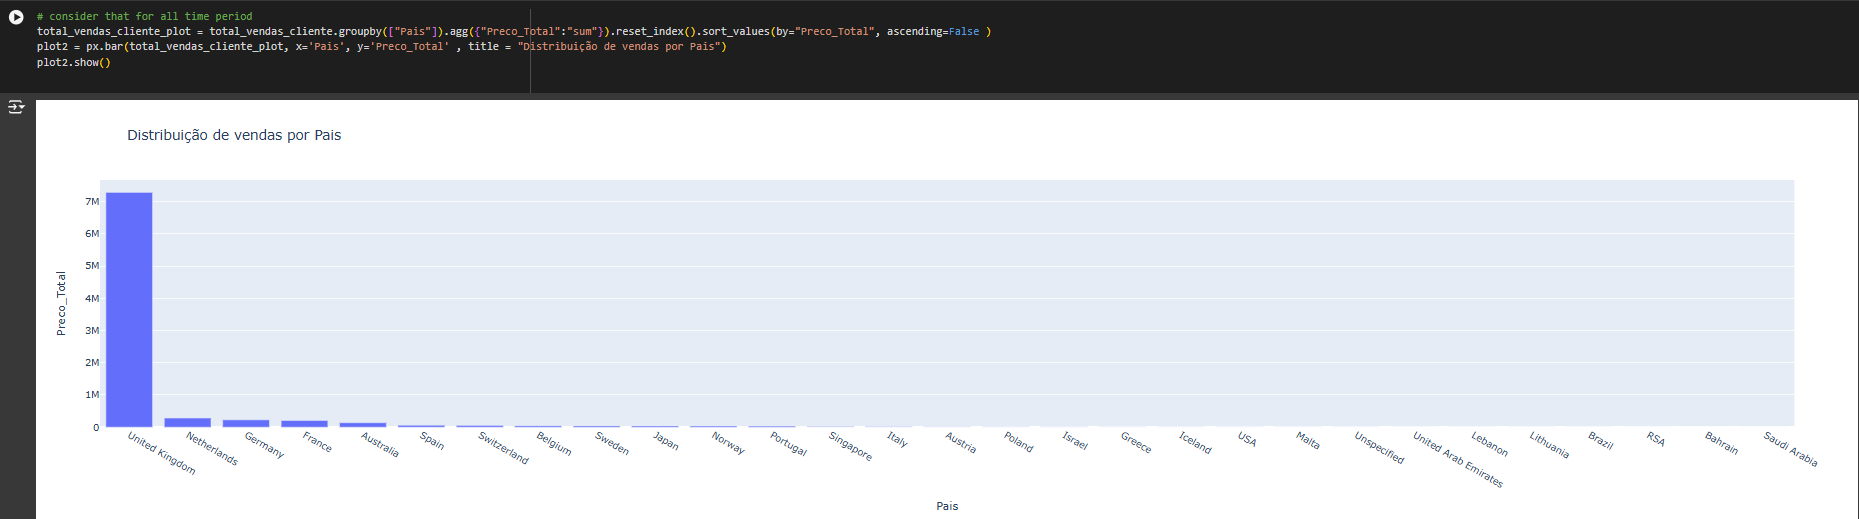 # consider that for all time period
total_vendas_cliente_plot = total_vendas_cliente.groupby(["Pais"]).agg({"Preco_Total":"sum"}).reset_index().sort_values(by="Preco_Total", ascending=False )
plot2 = px.bar(total_vendas_cliente_plot, x='Pais', y='Preco_Total' , title = "Distribuição de vendas por Pais")
plot2.show()
Distribuição de vendas por Pais
7M
6M
5M
4M
3M
2M
1M
0
Preco_Total
United Kingdom
Netherlands
Germany
France
Australia
Spain
Switzerland
Belgium
Sweden
Japan
Norway
Portugal
Singapore
Italy
Austria
Poland
Israel
Greece
Iceland
USA
Malta
Unspecified
United Arab Emirates
Lebanon
Lithuania
Brazil
RSA
Bahrain
Saudi Arabia
Pais